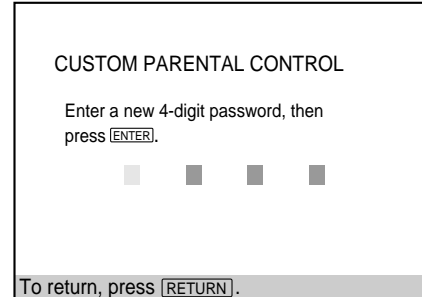 CUSTOM PARENTAL CONTROL
Enter a new 4-digit password, then
press ENTER.
To return, press RETURN.